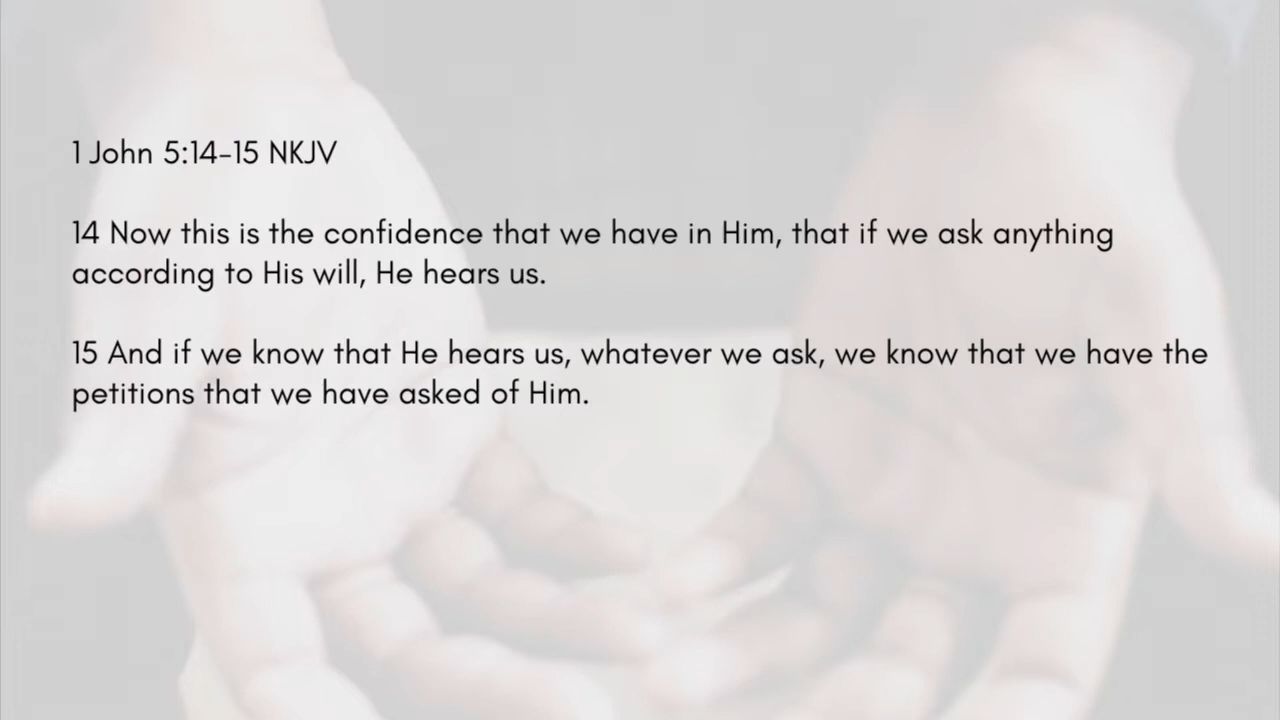 1 John 5:14-15 NKJV
14 Now this is the confidence that we have in Him, that if we ask anything
according to His will, He hears us.
15 And if we know that He hears us, whatever we ask, we know that we have the
petitions that we have asked of Him.